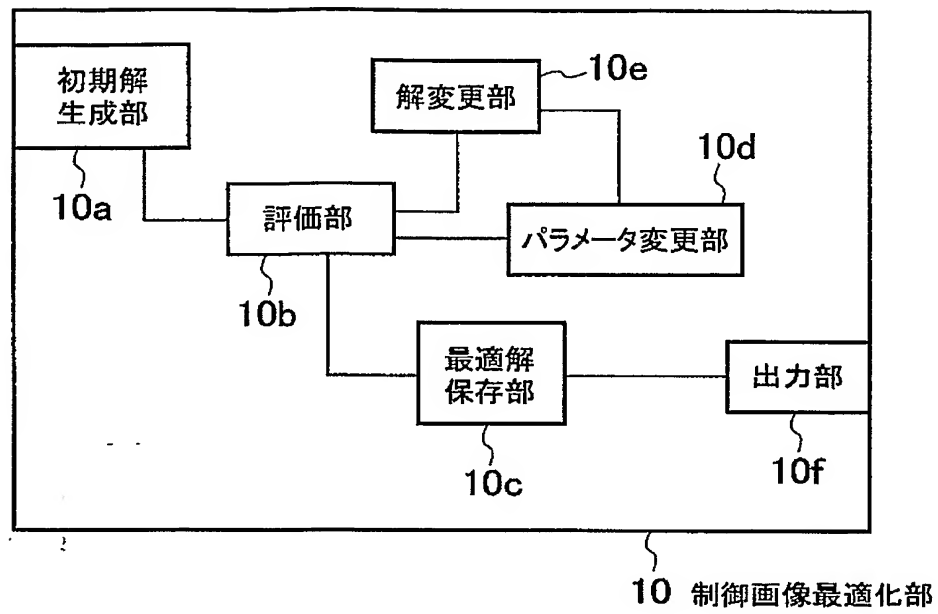 初期解
生成部
10a
解変更部
10e
10d
パラメータ変更部
評価部
10b
最適解
保存部
10c
出力部
10f
10 制御画像最適化部